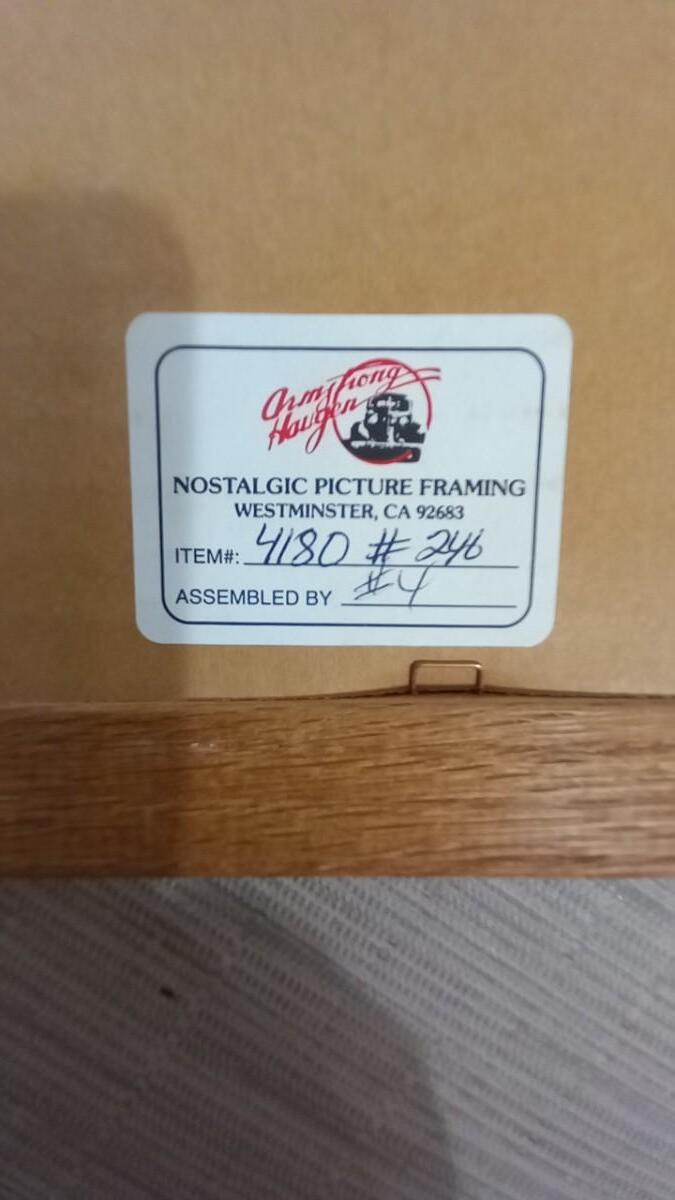 Armstrong
Haugen
NOSTALGIC PICTURE FRAMING
WESTMINSTER, CA 92683
ITEM#: 4180 # 246
ASSEMBLED BY #4